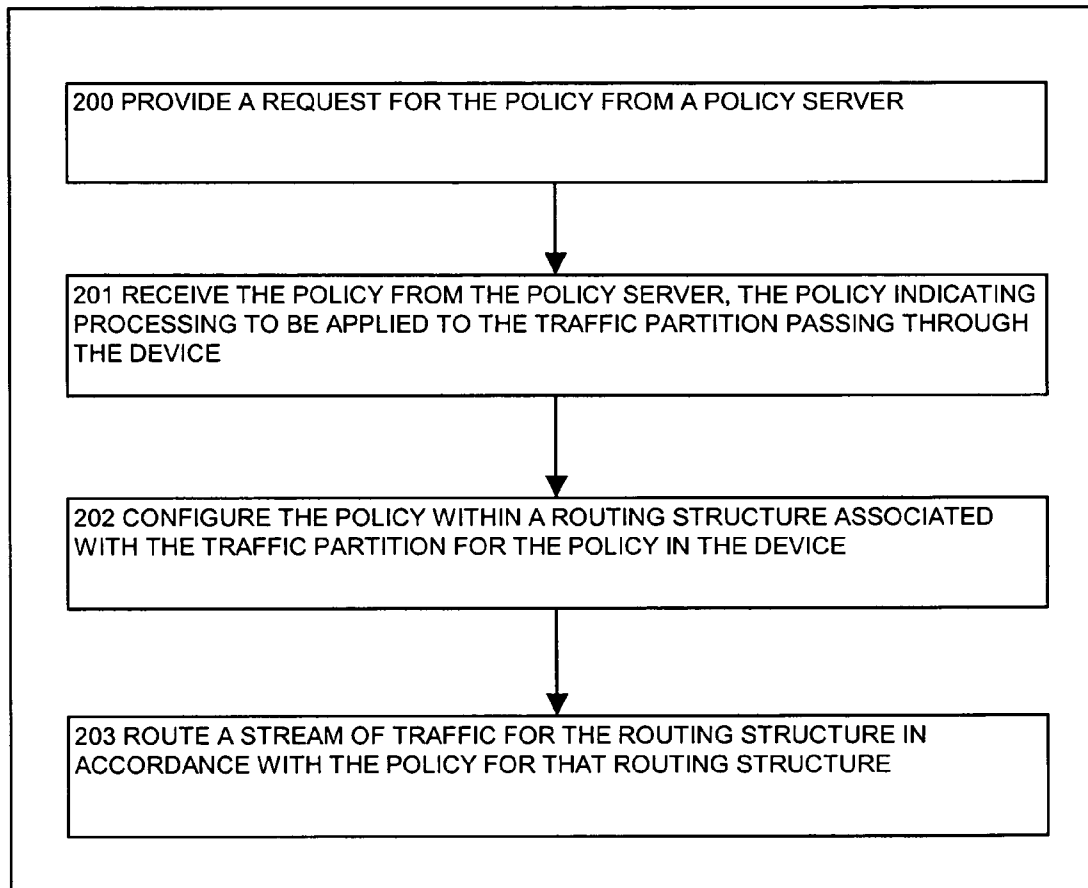 200 PROVIDE A REQUEST FOR THE POLICY FROM A POLICY SERVER
201 RECEIVE THE POLICY FROM THE POLICY SERVER, THE POLICY INDICATING
PROCESSING TO BE APPLIED TO THE TRAFFIC PARTITION PASSING THROUGH
THE DEVICE
202 CONFIGURE THE POLICY WITHIN A ROUTING STRUCTURE ASSOCIATED
WITH THE TRAFFIC PARTITION FOR THE POLICY IN THE DEVICE
203 ROUTE A STREAM OF TRAFFIC FOR THE ROUTING STRUCTURE IN
ACCORDANCE WITH THE POLICY FOR THAT ROUTING STRUCTURE